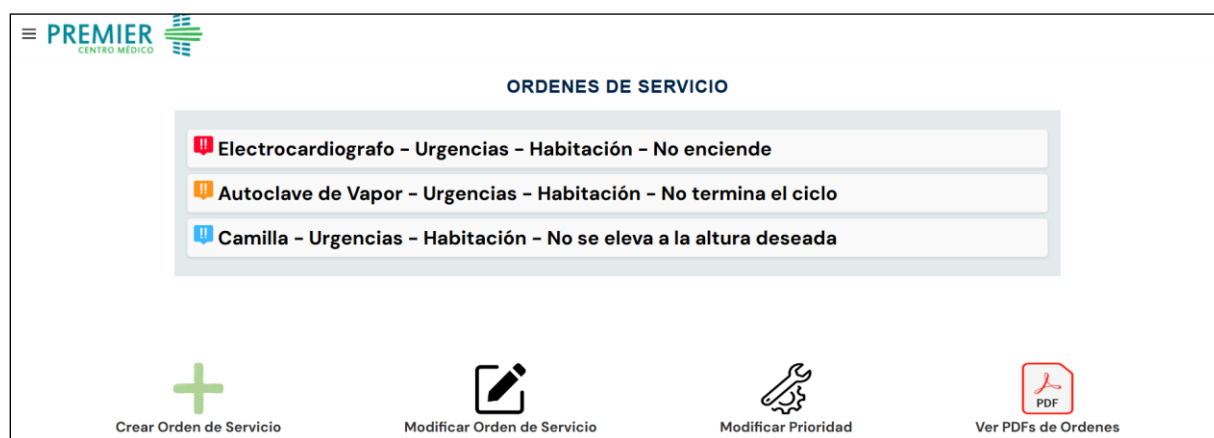 ≡ PREMIER
CENTRO MÉDICO
ORDENES DE SERVICIO
!! Electrocardiografo - Urgencias - Habitación - No enciende
!! Autoclave de Vapor - Urgencias - Habitación - No termina el ciclo
!! Camilla - Urgencias - Habitación - No se eleva a la altura deseada
PDF
Crear Orden de Servicio
Modificar Orden de Servicio
Modificar Prioridad
Ver PDFs de Ordenes